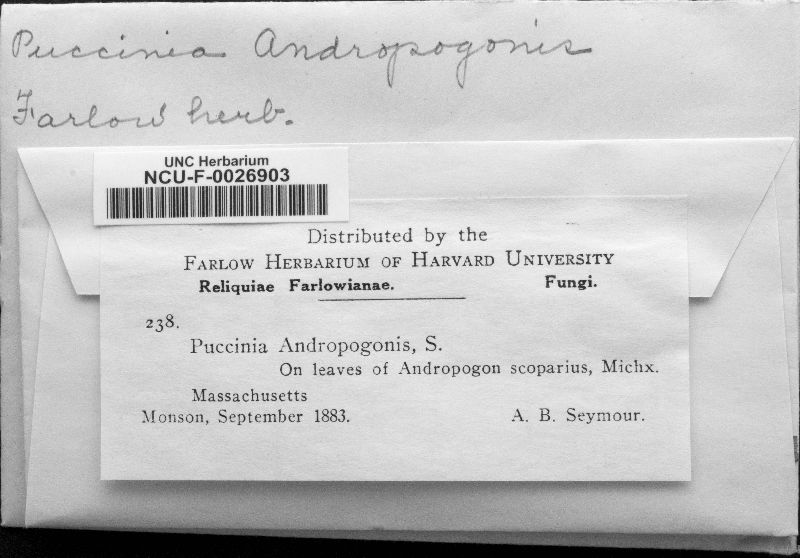 Puccinia Andropogonis
Farlow herb.
UNC Herbarium
NCU-F-0026903
Distributed by the
FARLOW HERBARIUM OF HARVARD UNIVERSITY
Reliquiae Farlowianae. Fungi.
238.
Puccinia Andropogonis, S.
On leaves of Andropogon scoparius, Michx.
Massachusetts
Monson, September 1883. A. B. Seymour.